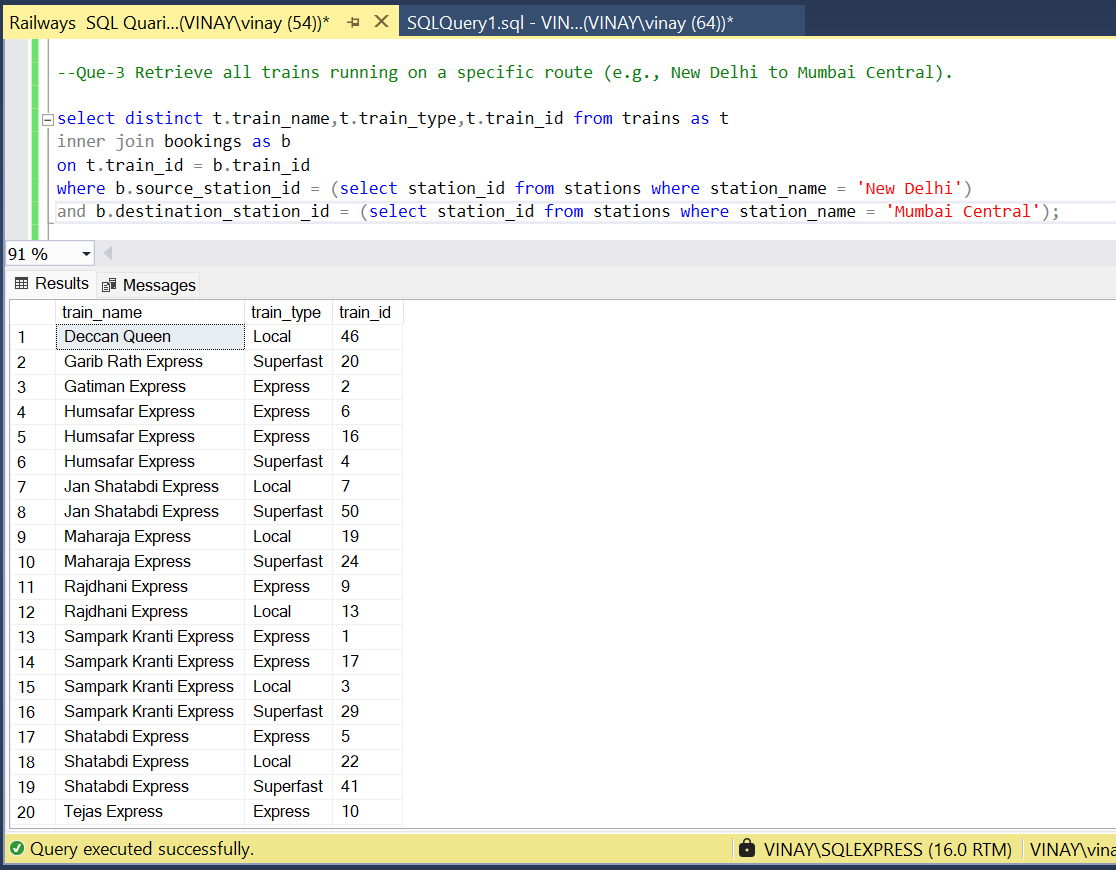 Railways SQL Quari...(VINAY\vinay (54))*
SQLQuery1.sql - VIN...(VINAY\vinay (64))*
--Que-3 Retrieve all trains running on a specific route (e.g., New Delhi to Mumbai Central).
select distinct t.train_name,t.train_type,t.train_id from trains as t
inner join bookings as b
on t.train_id = b.train_id
where b.source_station_id = (select station_id from stations where station_name = 'New Delhi')
and b.destination_station_id = (select station_id from stations where station_name = 'Mumbai Central');
91 %
Results Messages
train_name train_type train_id
1 Deccan Queen Local 46
2 Garib Rath Express Superfast 20
3 Gatiman Express Express 2
4 Humsafar Express Express 6
5 Humsafar Express Express 16
6 Humsafar Express Superfast 4
7 Jan Shatabdi Express Local 7
8 Jan Shatabdi Express Superfast 50
9 Maharaja Express Local 19
10 Maharaja Express Superfast 24
11 Rajdhani Express Express 9
12 Rajdhani Express Local 13
13 Sampark Kranti Express Express 1
14 Sampark Kranti Express Express 17
15 Sampark Kranti Express Local 3
16 Sampark Kranti Express Superfast 29
17 Shatabdi Express Express 5
18 Shatabdi Express Local 22
19 Shatabdi Express Superfast 41
20 Tejas Express Express 10
Query executed successfully.
VINAY\SQLEXPRESS (16.0 RTM)
VINAY\vina